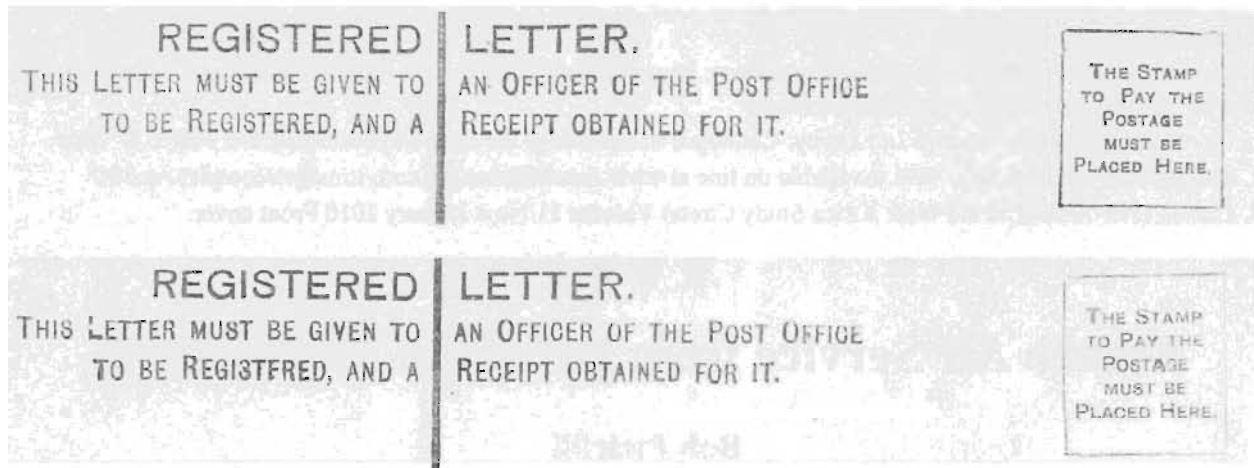 REGISTERED LETTER.
THIS LETTER MUST BE GIVEN TO AN OFFICER OF THE POST OFFICE
TO BE REGISTERED, AND A RECEIPT OBTAINED FOR IT.
THE STAMP
TO PAY THE
POSTAGE
MUST BE
PLACED HERE.
REGISTERED LETTER.
THIS LETTER MUST BE GIVEN TO AN OFFICER OF THE POST OFFICE
TO BE REGISTERED, AND A RECEIPT OBTAINED FOR IT.
THE STAMP
TO PAY THE
POSTAGE
MUST BE
PLACED HERE.